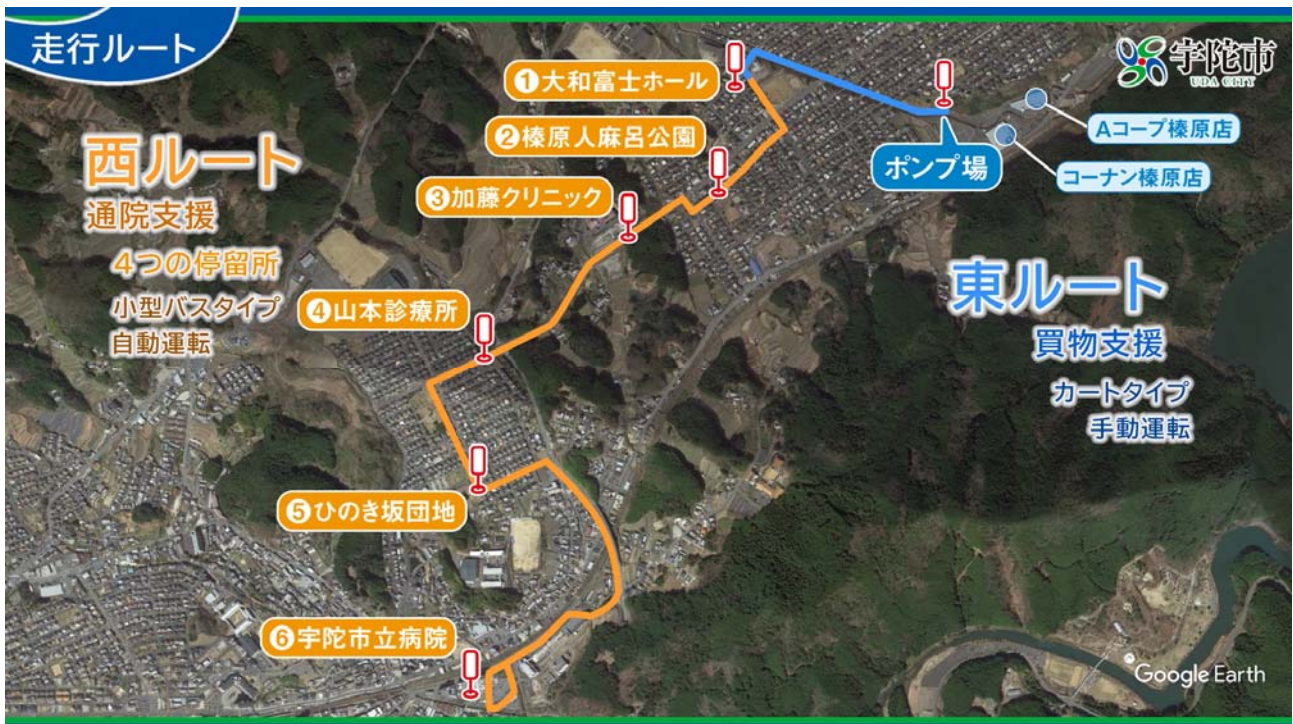 走行ルート
宇陀市
UDA CITY
❶大和富士ホール
Aコープ榛原店
❷榛原人麻呂公園
西ルート
ポンプ場
コーナン榛原店
❸加藤クリニック
通院支援
4つの停留所
東ルート
小型バスタイプ
❹山本診療所
自動運転
買物支援
カートタイプ
手動運転
❺ひのき坂団地
❻宇陀市立病院
Google Earth